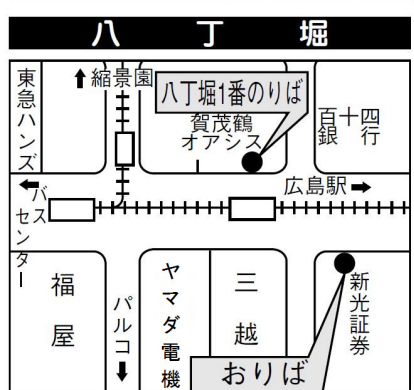 八丁堀
東急ハンズ
縮景園
八丁堀1番のりば
賀茂鶴
オアシス
百十四
銀行
バスセンター
広島駅
福屋
パルコ
ヤマダ電機
三越
新光証券
おりば